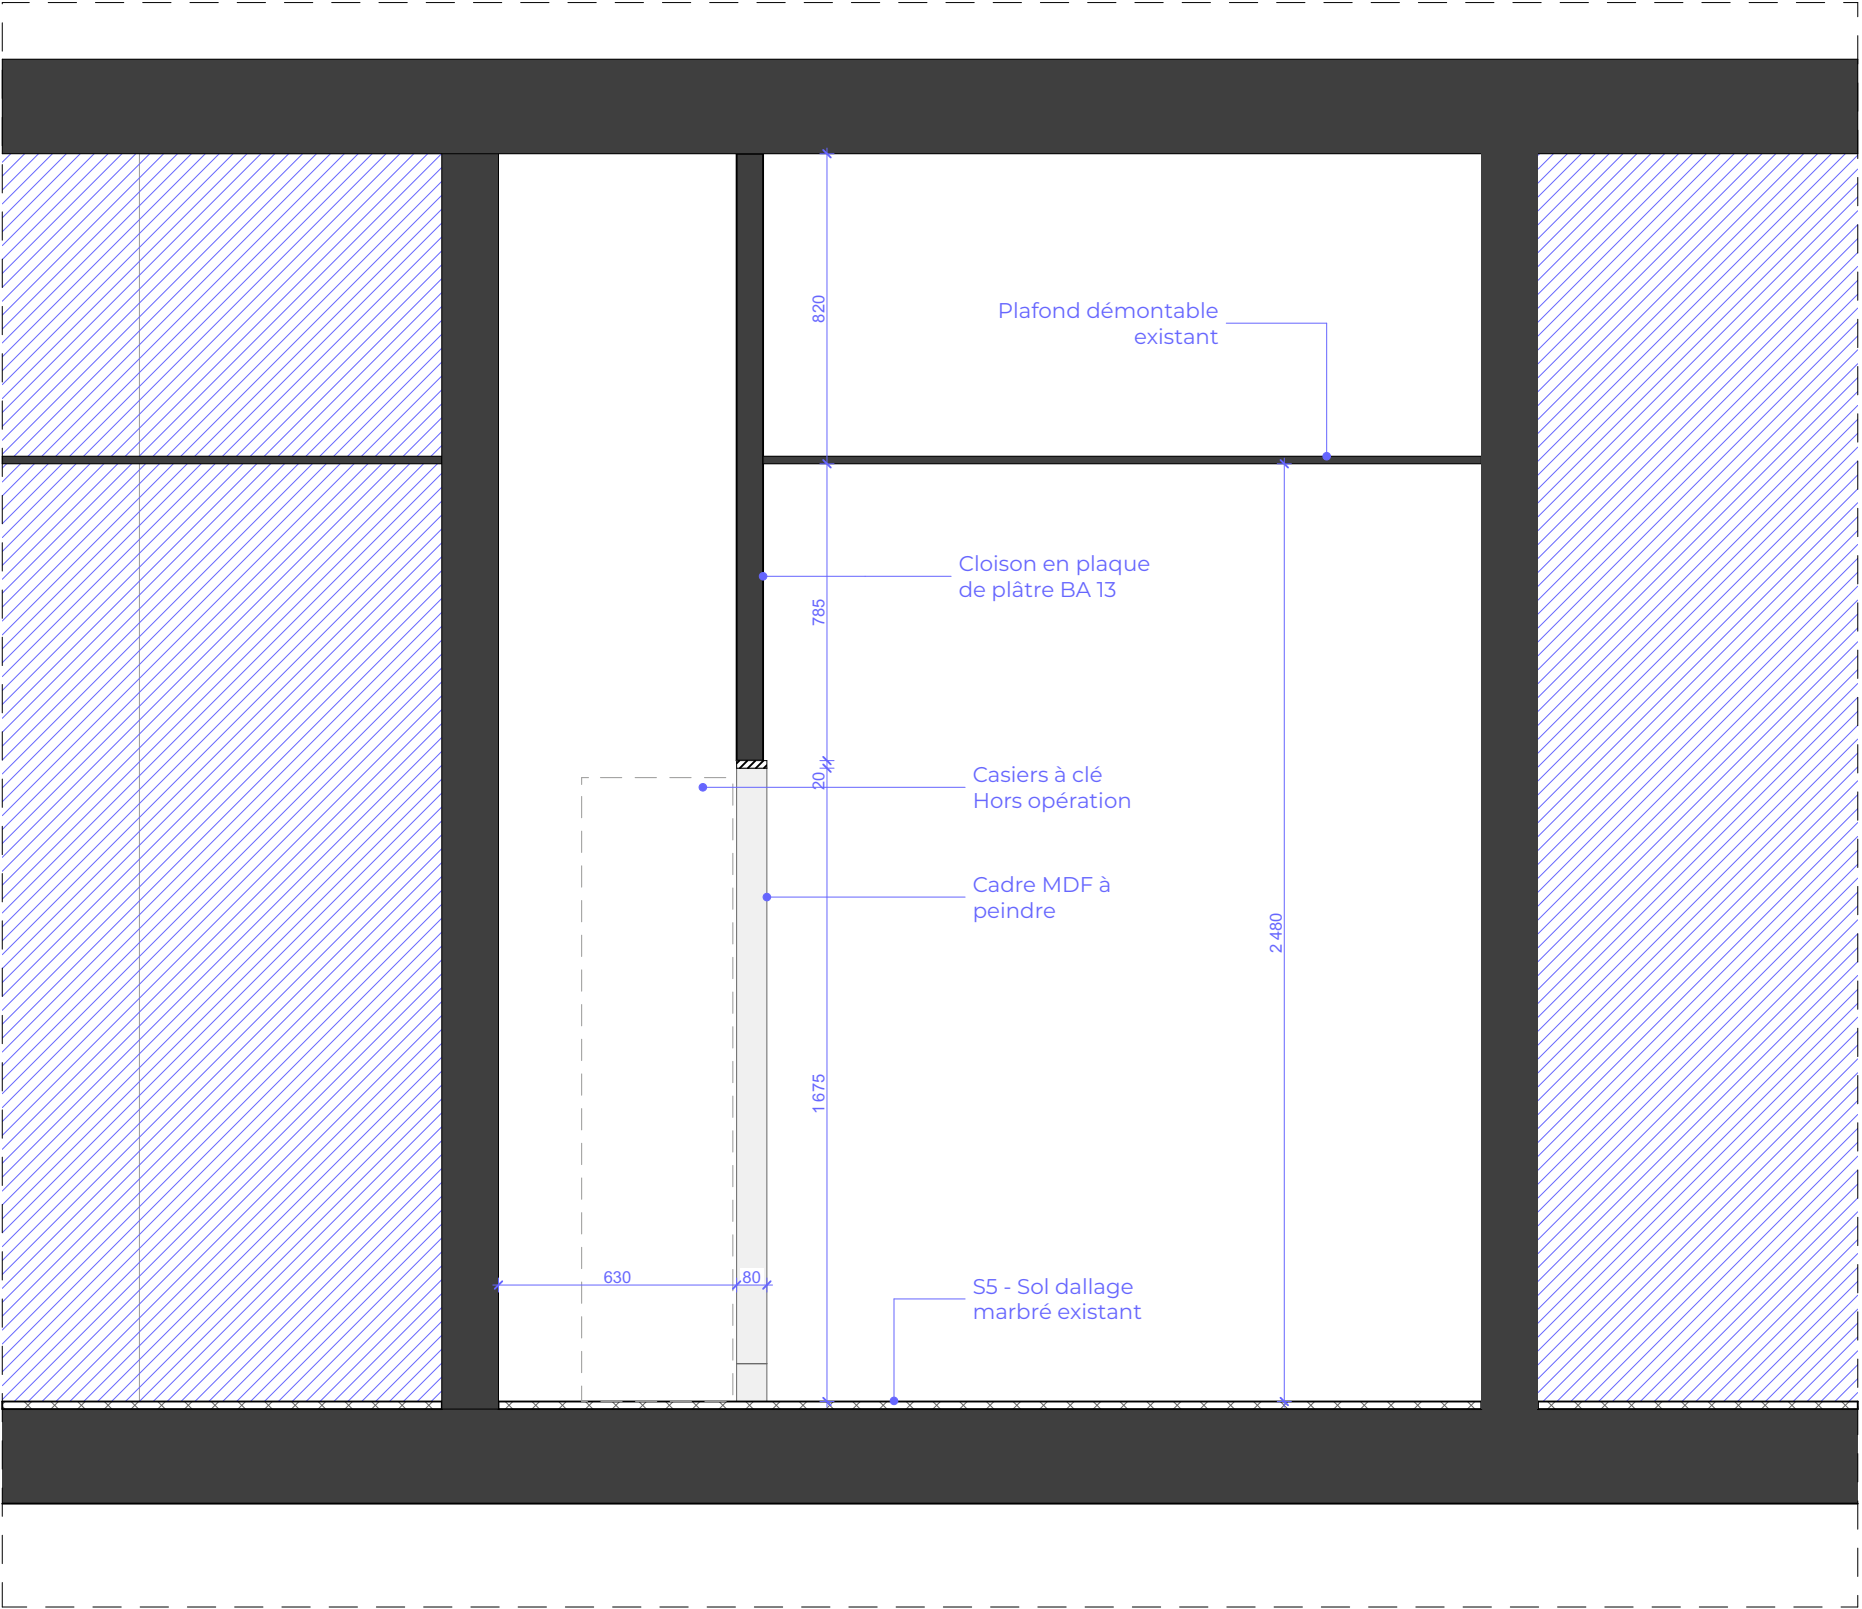 820
Plafond démontable
existant
Cloison en plaque
de plâtre BA 13
785
Casiers à clé
Hors opération
20
Cadre MDF à
peindre
2 480
1 675
630
80
S5 - Sol dallage
marbré existant